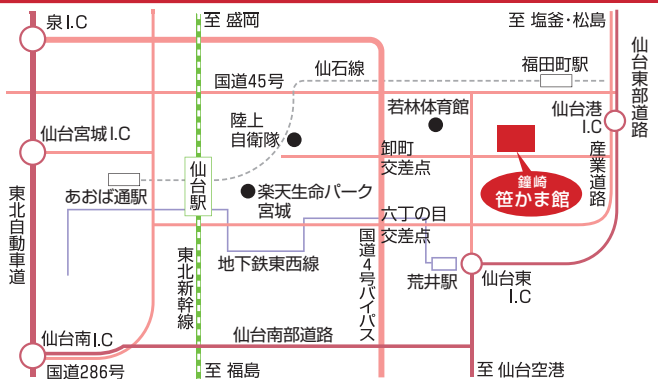 泉I.C
至 盛岡
至 塩釜・松島
仙台東部道路
国道45号
仙石線
福田町駅
若林体育館
仙台港
I.C
陸上
自衛隊
仙台宮城I.C
卸町
交差点
産業道路
鐘崎
笹かま館
仙台駅
あおば通駅
楽天生命パーク
宮城
東北自動車道
六丁の目
交差点
国道4号バイパス
東北新幹線
地下鉄東西線
荒井駅
仙台東
I.C
仙台南I.C
仙台南部道路
国道286号
至 福島
至 仙台空港